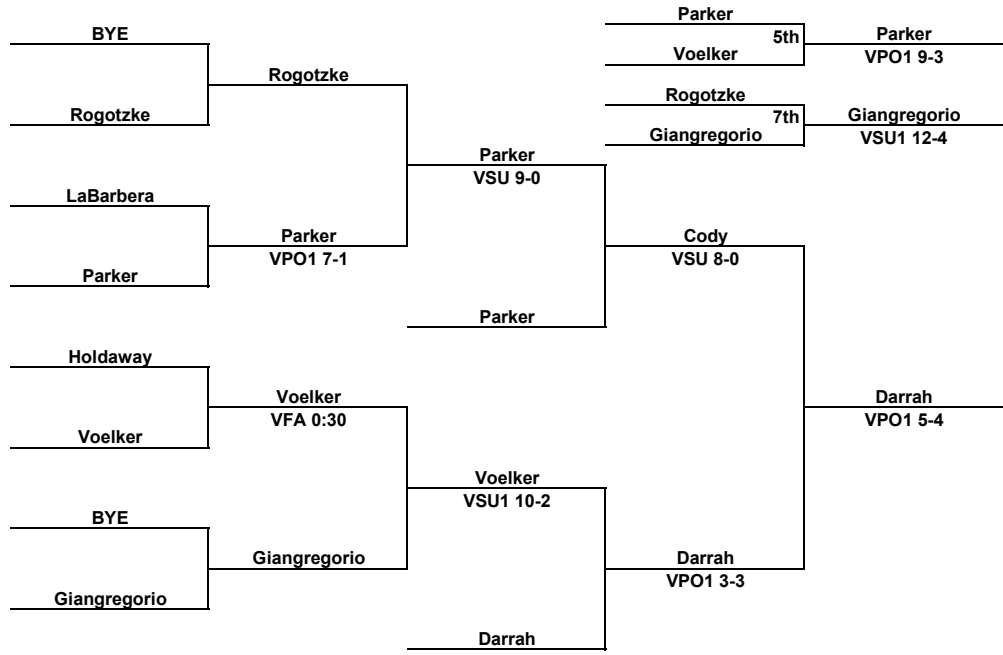 BYE
Rogotzke
Rogotzke
LaBarbera
Parker
VPO1 7-1
Parker
Parker
VSU 9-0
Parker
Cody
VSU 8-0
Holdaway
Voelker
VFA 0:30
Voelker
BYE
Giangregorio
Giangregorio
Voelker
VSU1 10-2
Darrah
Darrah
VPO1 3-3
Darrah
VPO1 5-4
Parker
5th
Voelker
Parker
VPO1 9-3
Rogotzke
7th
Giangregorio
Giangregorio
VSU1 12-4